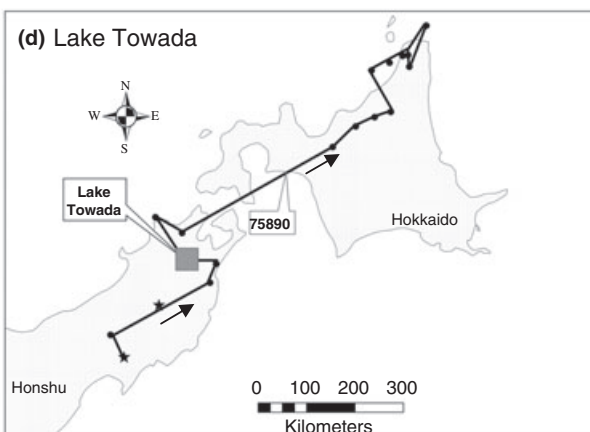 (d) Lake Towada
N
W E
S
Lake
Towada
75890
Hokkaido
Honshu
0 100 200 300
Kilometers